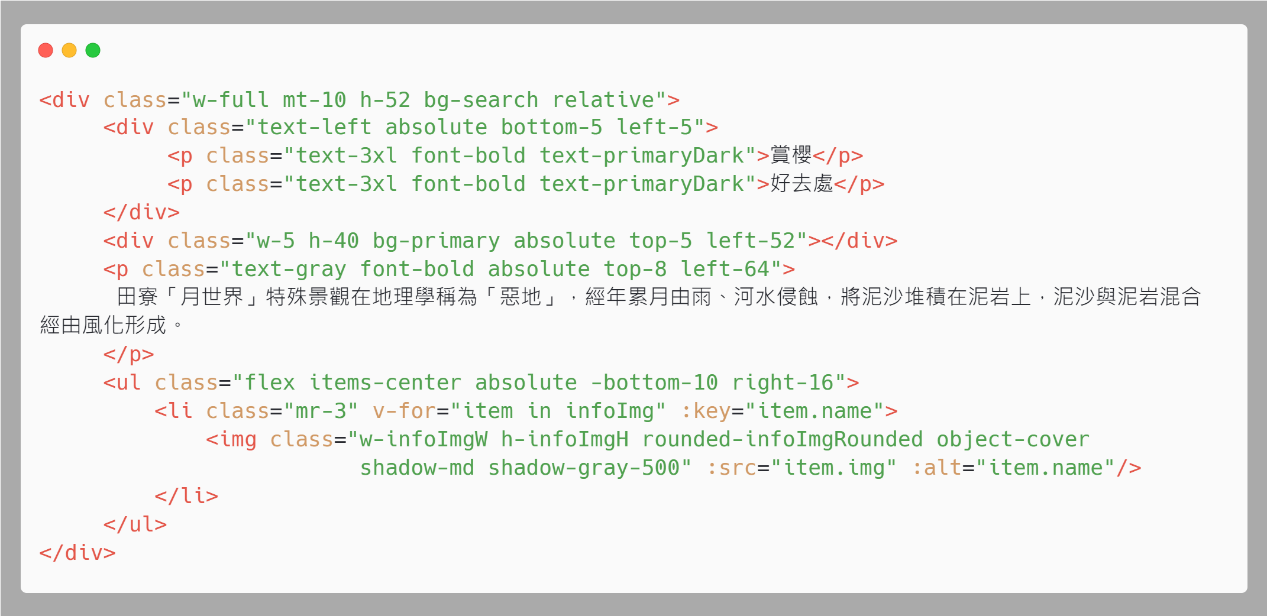 <div class="w-full mt-10 h-52 bg-search relative">
<div class="text-left absolute bottom-5 left-5">
<p class="text-3xl font-bold text-primaryDark">賞櫻</p>
<p class="text-3xl font-bold text-primaryDark">好去處</p>
</div>
<div class="w-5 h-40 bg-primary absolute top-5 left-52"></div>
<p class="text-gray font-bold absolute top-8 left-64">
田寮「月世界」特殊景觀在地理學稱為「惡地」，經年累月由雨、河水侵蝕，將泥沙堆積在泥岩上，泥沙與泥岩混合
經由風化形成。
</p>
<ul class="flex items-center absolute -bottom-10 right-16">
<li class="mr-3" v-for="item in infoImg" :key="item.name">
<img class="w-infoImgW h-infoImgH rounded-infoImgRounded object-cover
shadow-md shadow-gray-500" :src="item.img" :alt="item.name"/>
</li>
</ul>
</div>